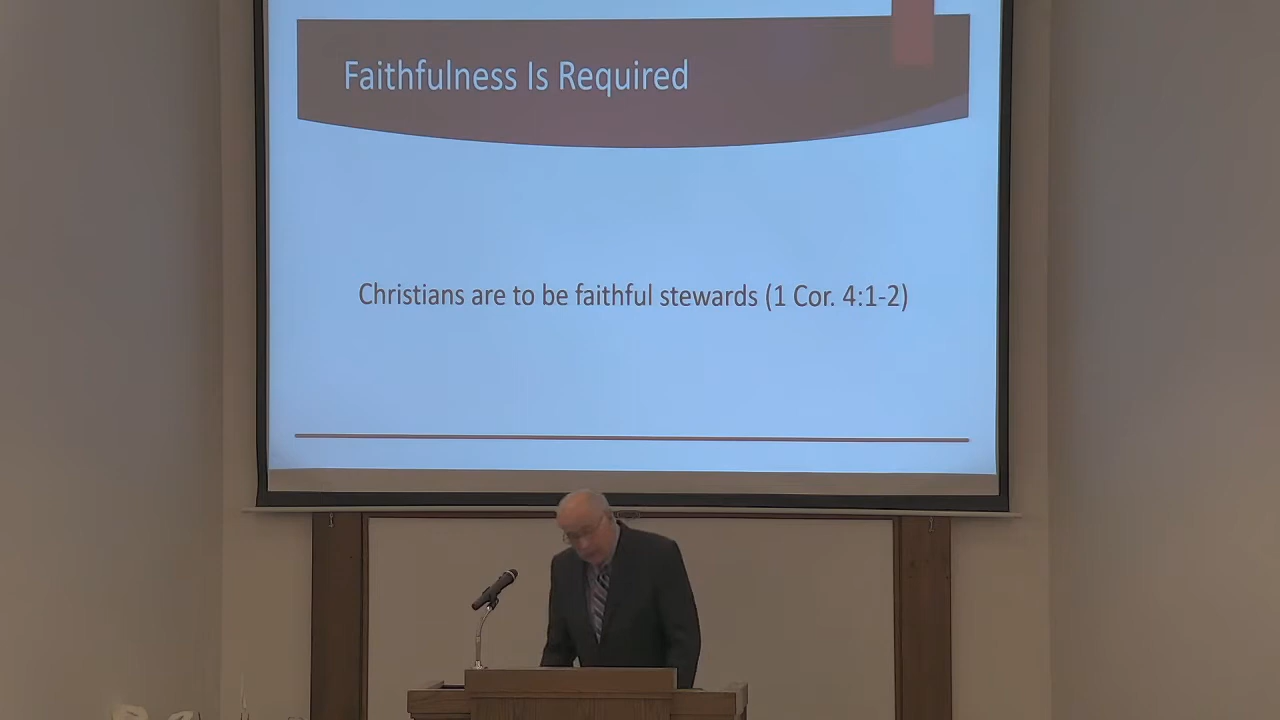 Faithfulness Is Required
Christians are to be faithful stewards (1 Cor. 4:1-2)